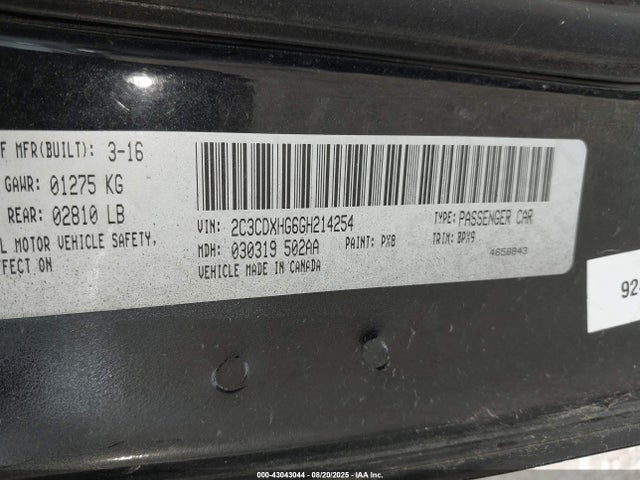 F MFR(BUILT): 3-16
GAWR: 01275 KG
REAR: 02810 LB
L MOTOR VEHICLE SAFETY,
FFECT ON
VIN: 2C3CDXHG6GH214254
TYPE: PASSENGER CAR
MDH: 030319 502AA
PAINT: PX8
TRIM: BPX9
VEHICLE MADE IN CANADA
4658843
92
000-43043044 - 08/20/2025 - IAA Inc.